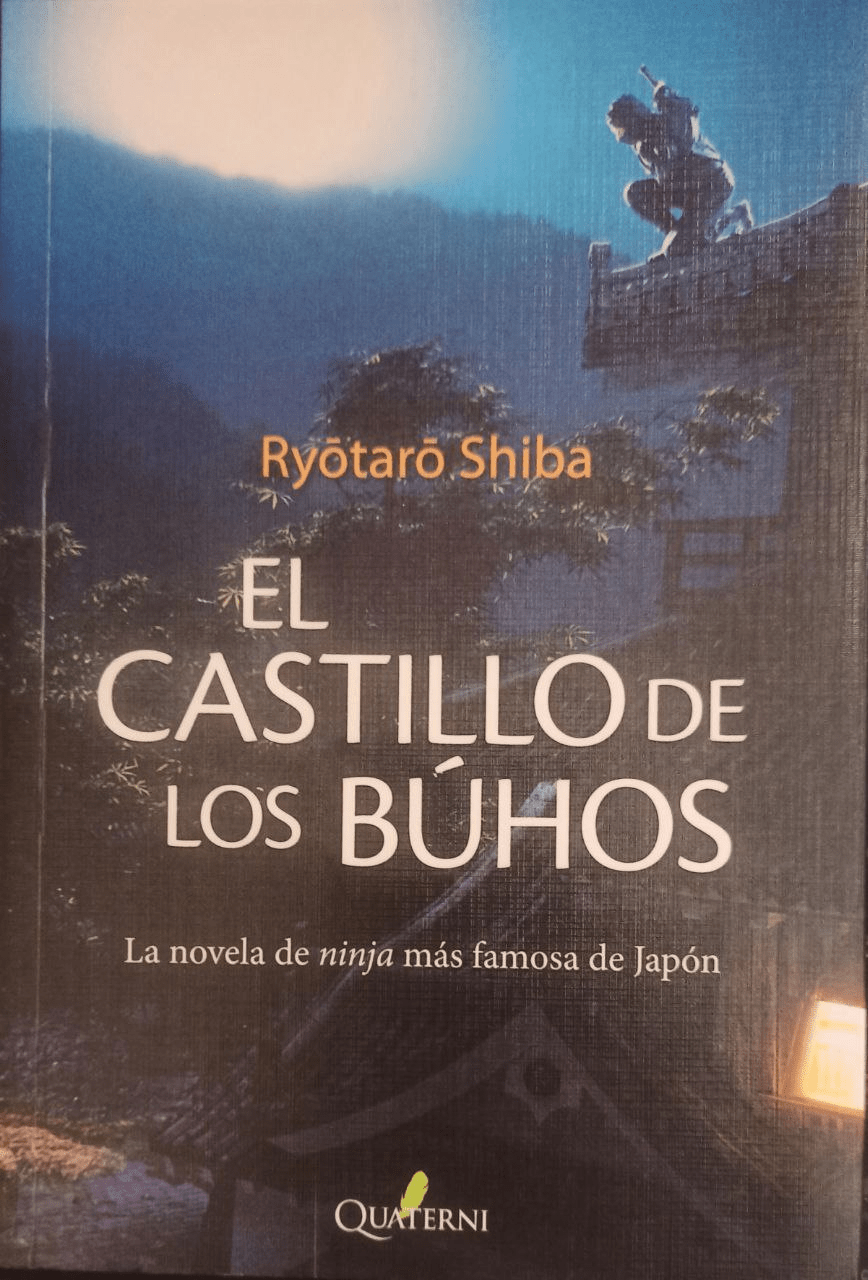 Ryōtarō Shiba
EL
CASTILLO DE
LOS BÚHOS
La novela de ninja más famosa de Japón
QUATERNI